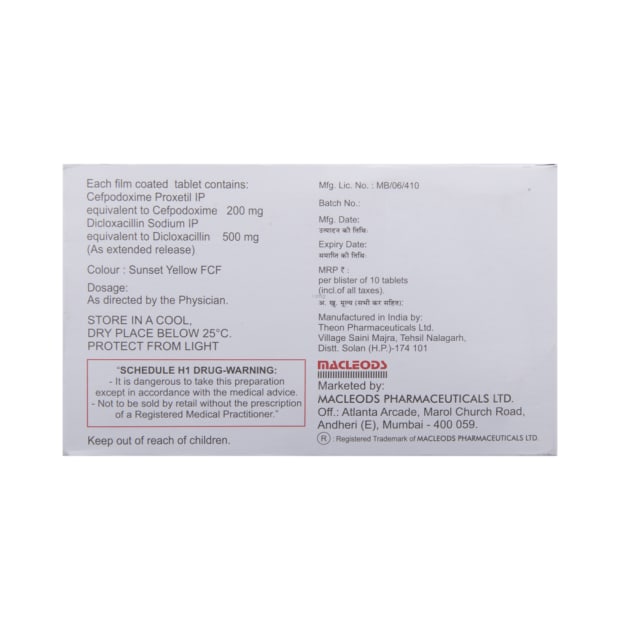 Each film coated tablet contains:
Cefpodoxime Proxetil IP
equivalent to Cefpodoxime 200 mg
Dicloxacillin Sodium IP
equivalent to Dicloxacillin 500 mg
(As extended release)
Colour : Sunset Yellow FCF
Dosage:
As directed by the Physician.
STORE IN A COOL,
DRY PLACE BELOW 25°C.
PROTECT FROM LIGHT
"SCHEDULE H1 DRUG-WARNING:
- It is dangerous to take this preparation
except in accordance with the medical advice.
- Not to be sold by retail without the prescription
of a Registered Medical Practitioner."
Keep out of reach of children.
Mfg. Lic. No. : MB/06/410
Batch No.:
Mfg. Date:
उत्पादन की तिथि:
Expiry Date:
समाप्ति की तिथि:
MRP ₹ :
per blister of 10 tablets
(incl.of all taxes).
अ. खु. मूल्य (सभी कर सहित):
Manufactured in India by:
Theon Pharmaceuticals Ltd.
Village Saini Majra, Tehsil Nalagarh,
Distt. Solan (H.P.)-174 101
MACLEODS
Marketed by:
MACLEODS PHARMACEUTICALS LTD.
Off.: Atlanta Arcade, Marol Church Road,
Andheri (E), Mumbai - 400 059.
R : Registered Trademark of MACLEODS PHARMACEUTICALS LTD.